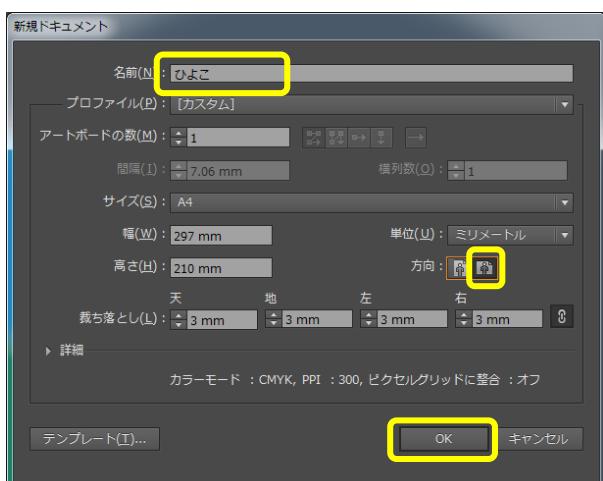 新規ドキュメント
名前(N)： ひよこ
プロファイル(P)： [カスタム]
アートボードの数(M)： 1
間隔(I)： 7.06 mm 横列数(O)： 1
サイズ(S)： A4
幅(W)： 297 mm 単位(U)： ミリメートル
高さ(H)： 210 mm 方向：
天 地 左 右
裁ち落とし(L)： 3 mm 3 mm 3 mm 3 mm
詳細
カラーモード ：CMYK, PPI ：300, ピクセルグリッドに整合 ：オフ
テンプレート(T)... OK キャンセル